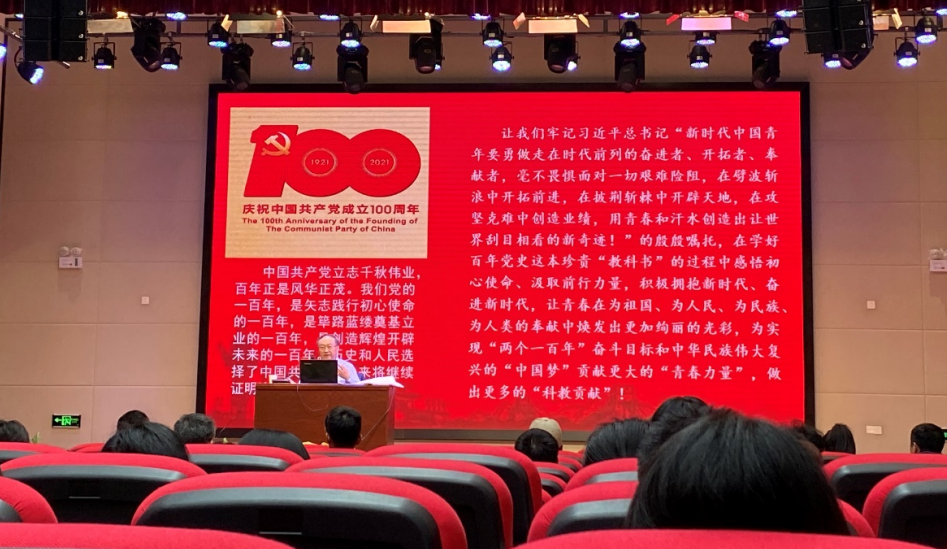 100
1921
2021
庆祝中国共产党成立100周年
The 100th Anniversary of the Founding of
The Communist Party of China
中国共产党立志千秋伟业，
百年正是风华正茂。我们党的
一百年，是矢志践行初心使命
的一百年，是筚路蓝缕奠基立
业的一百年，是创造辉煌开辟
未来的一百年 史和人民选
择了中国共 来将继续
证明
让我们牢记习近平总书记“新时代中国青
年要勇做走在时代前列的奋进者、开拓者、奉
献者，毫不畏惧面对一切艰难险阻，在劈波斩
浪中开拓前进，在披荆斩棘中开辟天地，在攻
坚克难中创造业绩，用青春和汗水创造出让世
界刮目相看的新奇迹！”的殷殷嘱托，在学好
百年党史这本珍贵“教科书”的过程中感悟初
心使命、汲取前行力量，积极拥抱新时代、奋
进新时代，让青春在为祖国、为人民、为民族、
为人类的奉献中焕发出更加绚丽的光彩，为实
现“两个一百年”奋斗目标和中华民族伟大复
兴的“中国梦”贡献更大的“青春力量”，做
出更多的“科教贡献”！